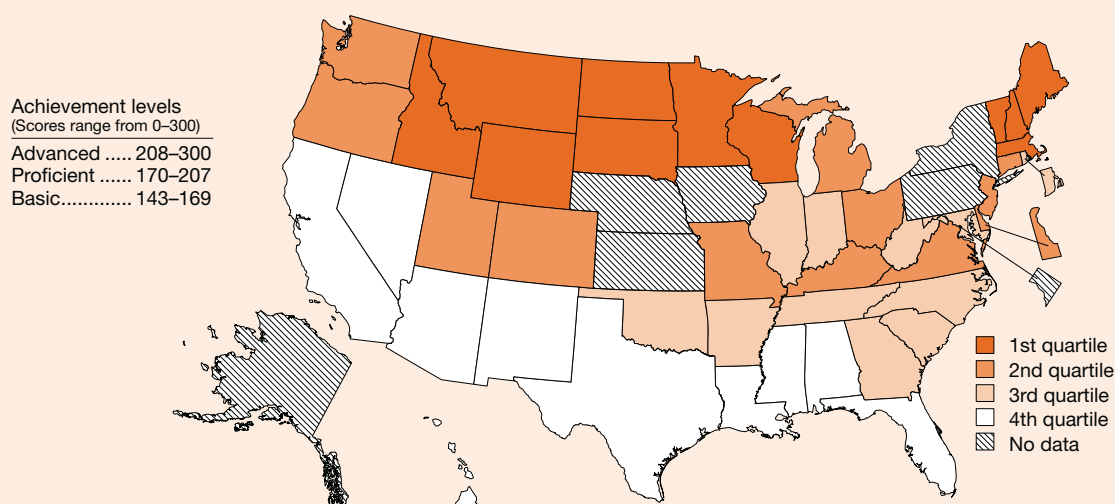 Achievement levels
(Scores range from 0–300)
Advanced ..... 208–300
Proficient ...... 170–207
Basic............. 143–169
1st quartile
2nd quartile
3rd quartile
4th quartile
No data